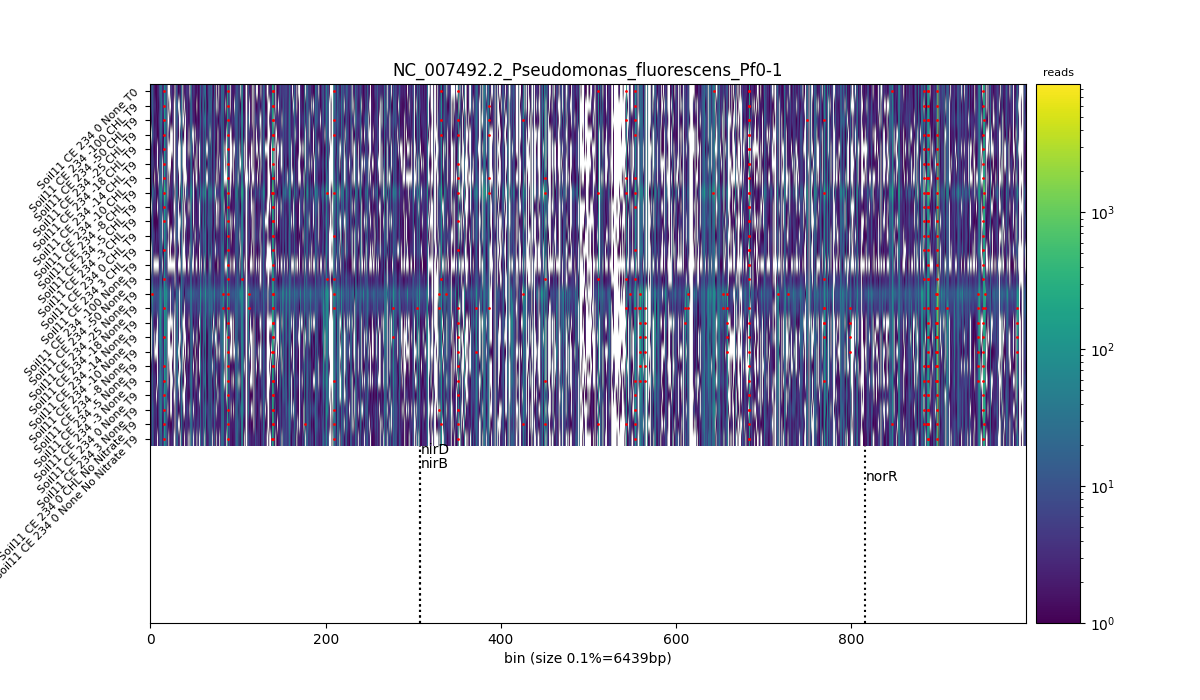 NC_007492.2_Pseudomonas_fluorescens_Pf0-1
reads
Soil11 CE 234 0 None T0
Soil11 CE 234 -100 CHL T9
Soil11 CE 234 -50 CHL T9
Soil11 CE 234 -25 CHL T9
Soil11 CE 234 -16 CHL T9
Soil11 CE 234 -14 CHL T9
Soil11 CE 234 -10 CHL T9
Soil11 CE 234 -8 CHL T9
Soil11 CE 234 -5 CHL T9
Soil11 CE 234 -3 CHL T9
Soil11 CE 234 0 CHL T9
Soil11 CE 234 3 CHL T9
Soil11 CE 234 -100 None T9
Soil11 CE 234 -50 None T9
Soil11 CE 234 -25 None T9
Soil11 CE 234 -16 None T9
Soil11 CE 234 -14 None T9
Soil11 CE 234 -10 None T9
Soil11 CE 234 -8 None T9
Soil11 CE 234 -5 None T9
Soil11 CE 234 -3 None T9
Soil11 CE 234 0 None T9
Soil11 CE 234 3 None T9
Soil11 CE 234 0 CHL No Nitrate T9
Soil11 CE 234 0 None No Nitrate T9
nirD
nirB
norR
10³
10²
10¹
10⁰
0 200 400 600 800
bin (size 0.1%=6439bp)